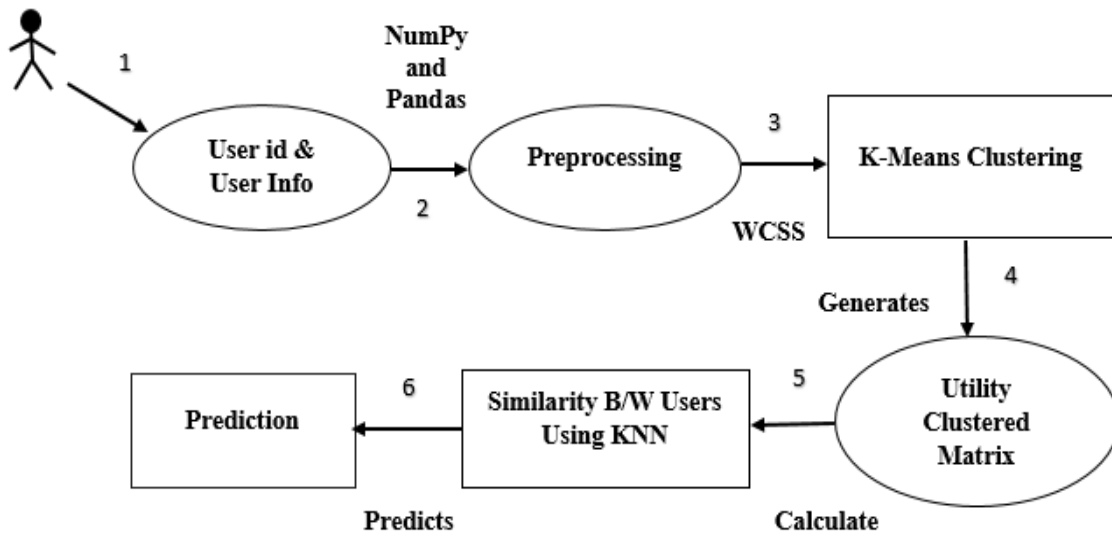 1
NumPy
and
Pandas
User id &
User Info
2
Preprocessing
3
WCSS
K-Means Clustering
4
Generates
Utility
Clustered
Matrix
5
Calculate
Similarity B/W Users
Using KNN
6
Predicts
Prediction